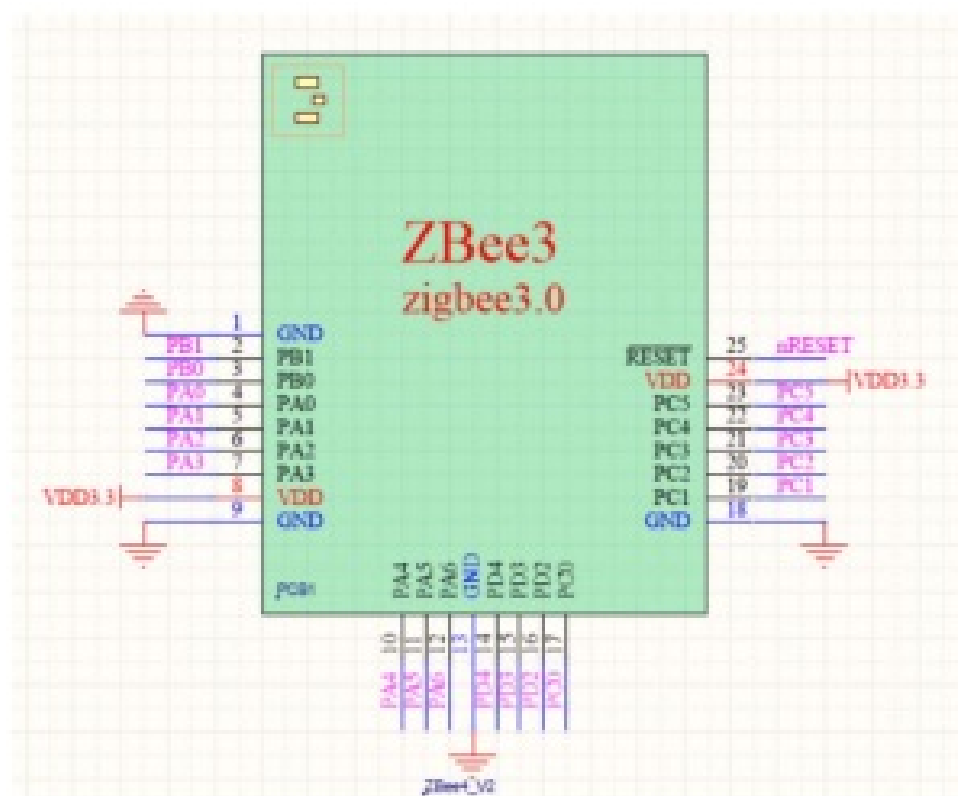 ZBee3
zigbee3.0
1 GND
PB1 2 PB1
PB0 3 PB0
PA0 4 PA0
PA1 5 PA1
PA2 6 PA2
PA3 7 PA3
VDD3.3 8 VDD
9 GND
RESET 25 nRESET
VDD 24 VDD3.3
PC5 23 PC5
PC4 22 PC4
PC3 21 PC3
PC2 20 PC2
PC1 19 PC1
GND 18
PCB1
PA4 PA5 PA6 GND PD4 PD3 PD2 PC0
10 11 12 13 14 15 16 17
PA4 PA5 PA6 PD4 PD3 PD2 PC0